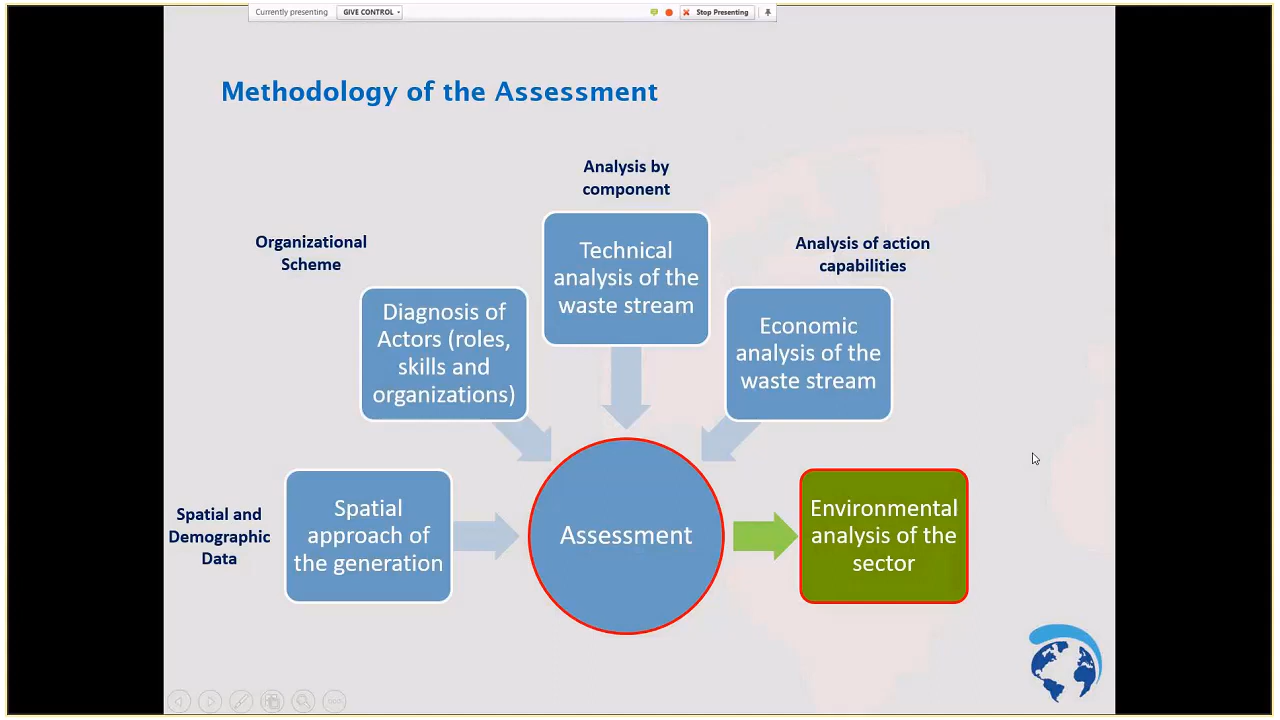 Currently presenting
GIVE CONTROL
Stop Presenting
Methodology of the Assessment
Analysis by
component
Organizational
Scheme
Analysis of action
capabilities
Technical
analysis of the
waste stream
Diagnosis of
Actors (roles,
skills and
organizations)
Economic
analysis of the
waste stream
Spatial and
Demographic
Data
Spatial
approach of
the generation
Assessment
Environmental
analysis of the
sector